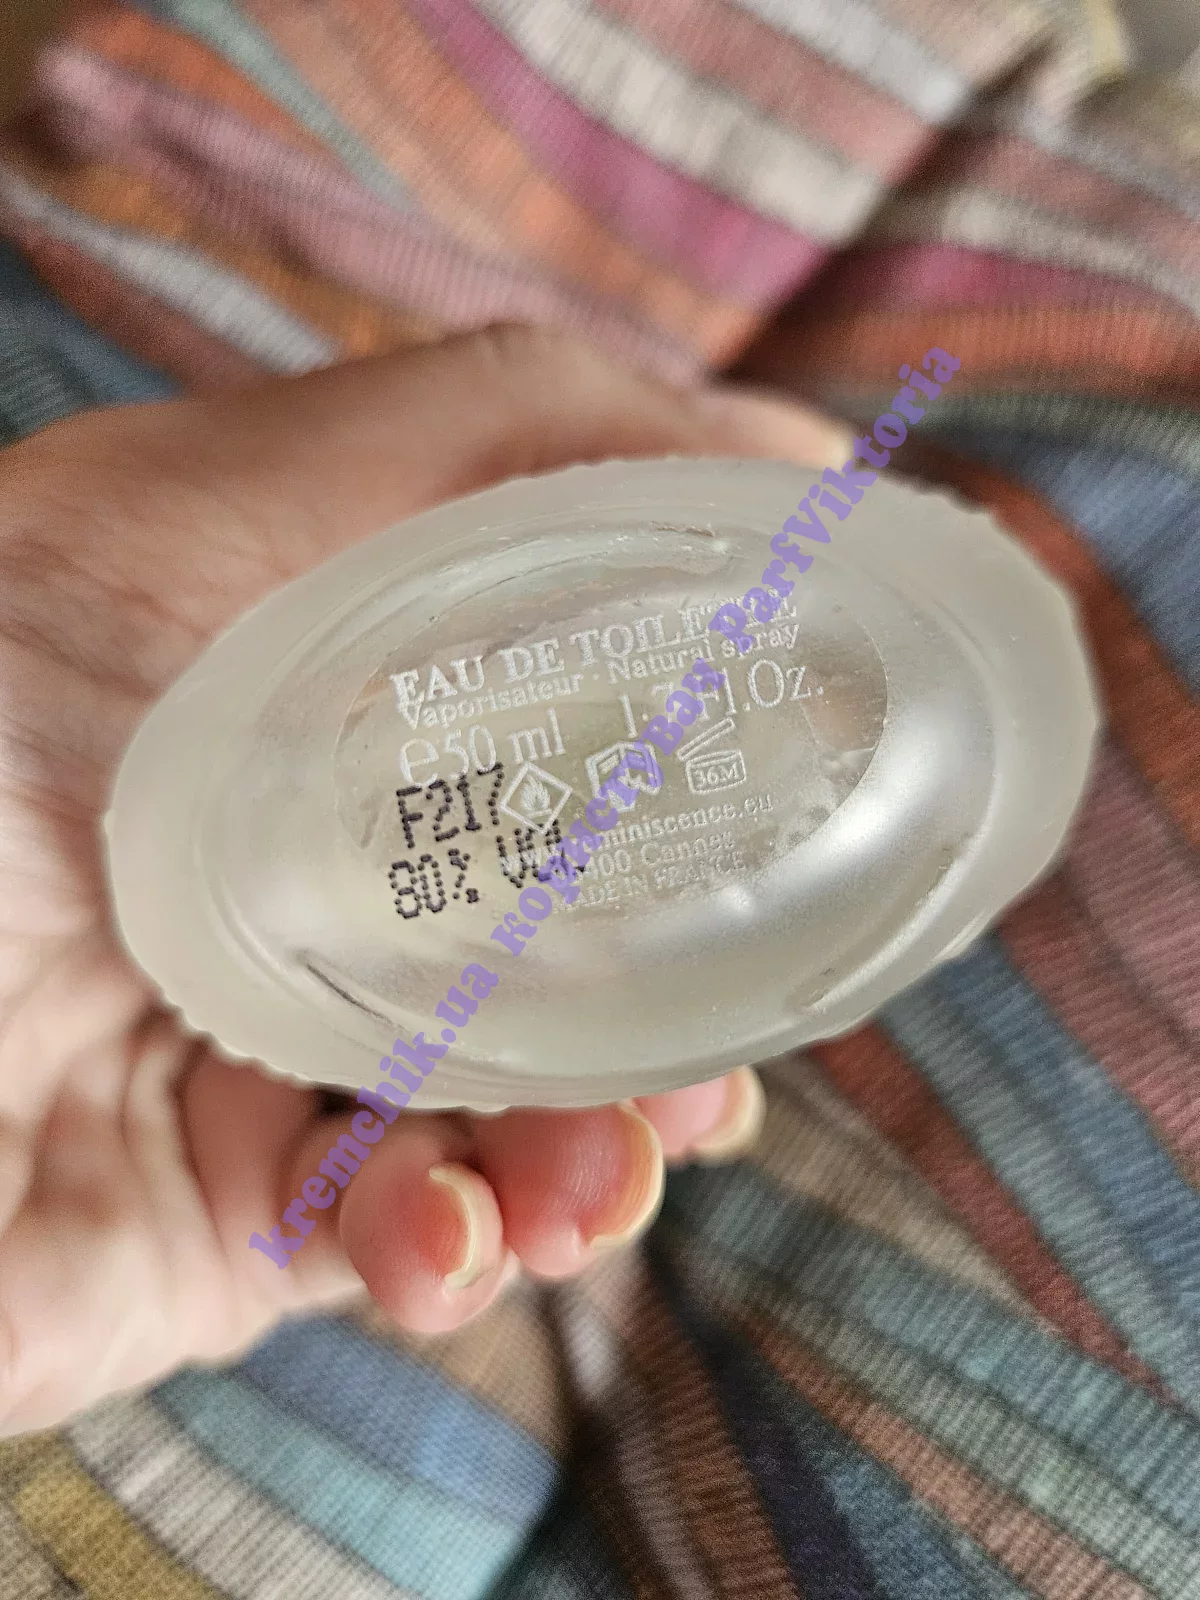 EAU DE TOILETTE
Vaporisateur · Natural spray
℮50 ml 1.7 Fl.Oz.
F217
36M
80% VOL
www.reminiscence.eu
06400 Cannes
MADE IN FRANCE
kremchik.ua користувач ParfViktoria